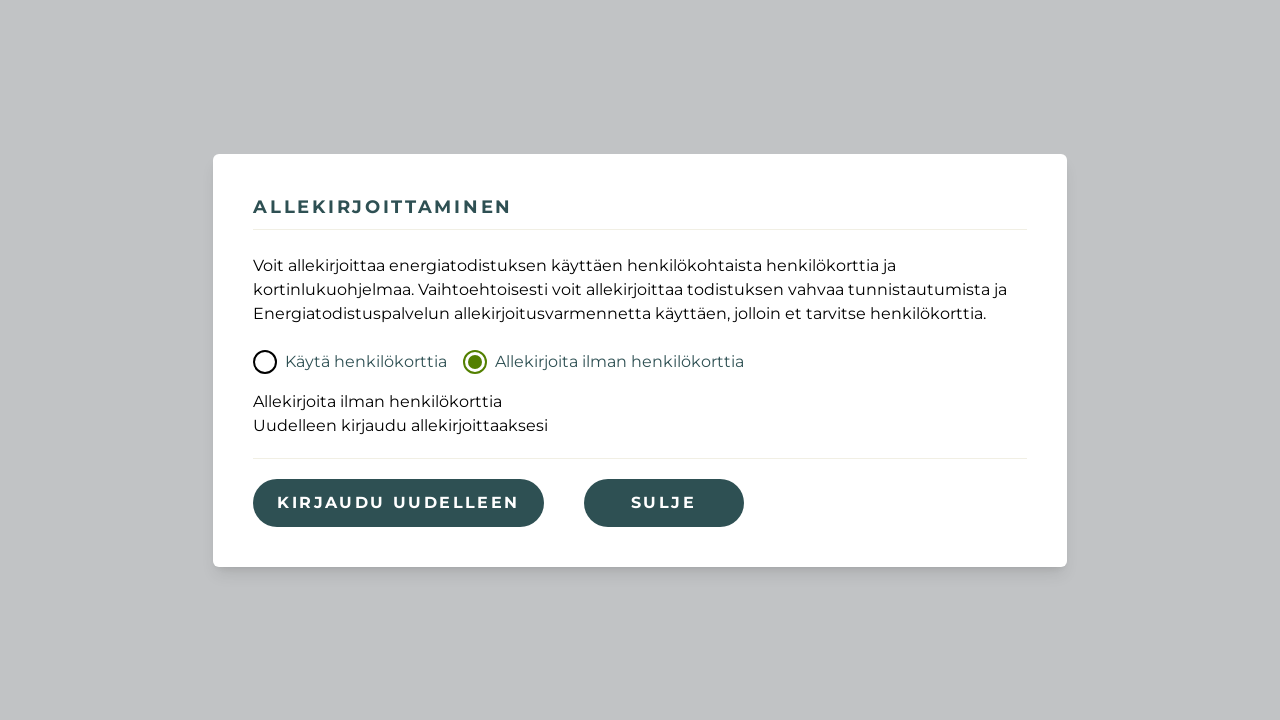 ALLEKIRJOITTAMINEN
Voit allekirjoittaa energiatodistuksen käyttäen henkilökohtaista henkilökorttia ja
kortinlukuohjelmaa. Vaihtoehtoisesti voit allekirjoittaa todistuksen vahvaa tunnistautumista ja
Energiatodistuspalvelun allekirjoitusvarmennetta käyttäen, jolloin et tarvitse henkilökorttia.
Käytä henkilökorttia Allekirjoita ilman henkilökorttia
Allekirjoita ilman henkilökorttia
Uudelleen kirjaudu allekirjoittaaksesi
KIRJAUDU UUDELLEEN SULJE